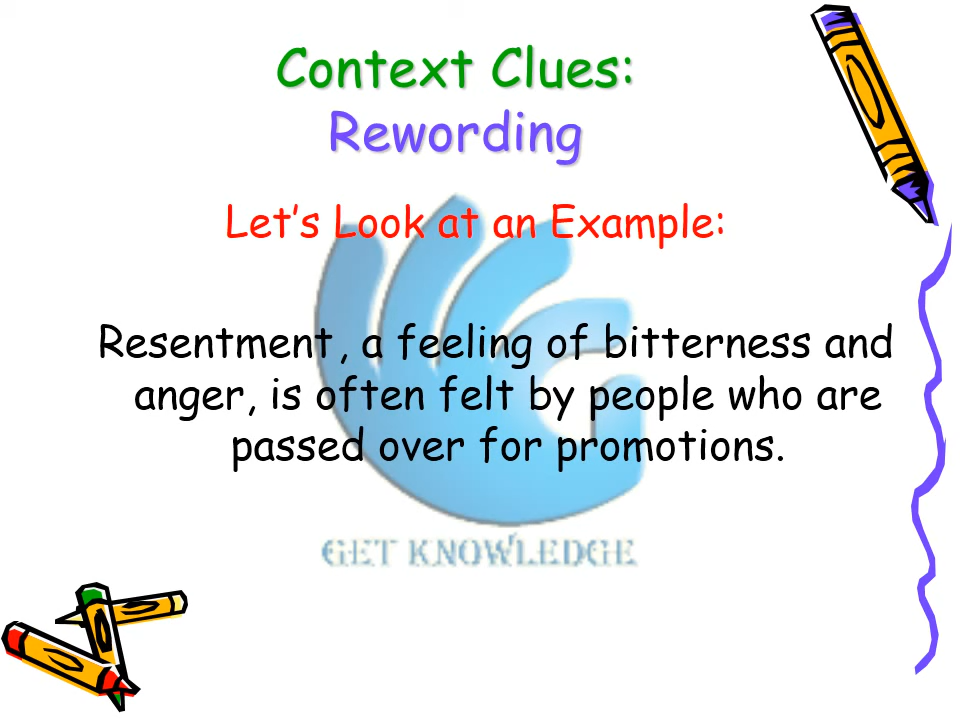 Context Clues:
Rewording
Let’s Look at an Example:
Resentment, a feeling of bitterness and
anger, is often felt by people who are
passed over for promotions.
GET KNOWLEDGE